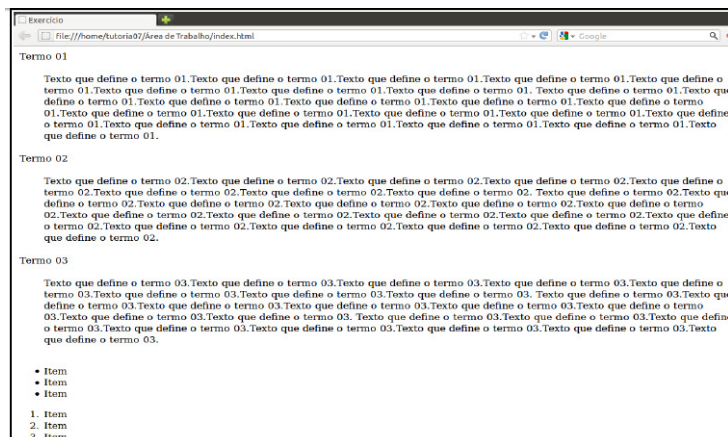 Exercício
file:///home/tutoria07/Área de Trabalho/index.html
Google
Termo 01
Texto que define o termo 01.Texto que define o termo 01.Texto que define o termo 01.Texto que define o termo 01.Texto que define o
termo 01.Texto que define o termo 01.Texto que define o termo 01.Texto que define o termo 01. Texto que define o termo 01.Texto que
define o termo 01.Texto que define o termo 01.Texto que define o termo 01.Texto que define o termo 01.Texto que define o termo
01.Texto que define o termo 01.Texto que define o termo 01.Texto que define o termo 01.Texto que define o termo 01.Texto que define
o termo 01.Texto que define o termo 01.Texto que define o termo 01.Texto que define o termo 01.Texto que define o termo 01.Texto
que define o termo 01.
Termo 02
Texto que define o termo 02.Texto que define o termo 02.Texto que define o termo 02.Texto que define o termo 02.Texto que define o
termo 02.Texto que define o termo 02.Texto que define o termo 02.Texto que define o termo 02. Texto que define o termo 02.Texto que
define o termo 02.Texto que define o termo 02.Texto que define o termo 02.Texto que define o termo 02.Texto que define o termo
02.Texto que define o termo 02.Texto que define o termo 02.Texto que define o termo 02.Texto que define o termo 02.Texto que define
o termo 02.Texto que define o termo 02.Texto que define o termo 02.Texto que define o termo 02.Texto que define o termo 02.Texto
que define o termo 02.
Termo 03
Texto que define o termo 03.Texto que define o termo 03.Texto que define o termo 03.Texto que define o termo 03.Texto que define o
termo 03.Texto que define o termo 03.Texto que define o termo 03.Texto que define o termo 03. Texto que define o termo 03.Texto que
define o termo 03.Texto que define o termo 03.Texto que define o termo 03.Texto que define o termo 03.Texto que define o termo
03.Texto que define o termo 03.Texto que define o termo 03. Texto que define o termo 03.Texto que define o termo 03.Texto que define
o termo 03.Texto que define o termo 03.Texto que define o termo 03.Texto que define o termo 03.Texto que define o termo 03.Texto
que define o termo 03.
• Item
• Item
• Item
1. Item
2. Item
3. Item